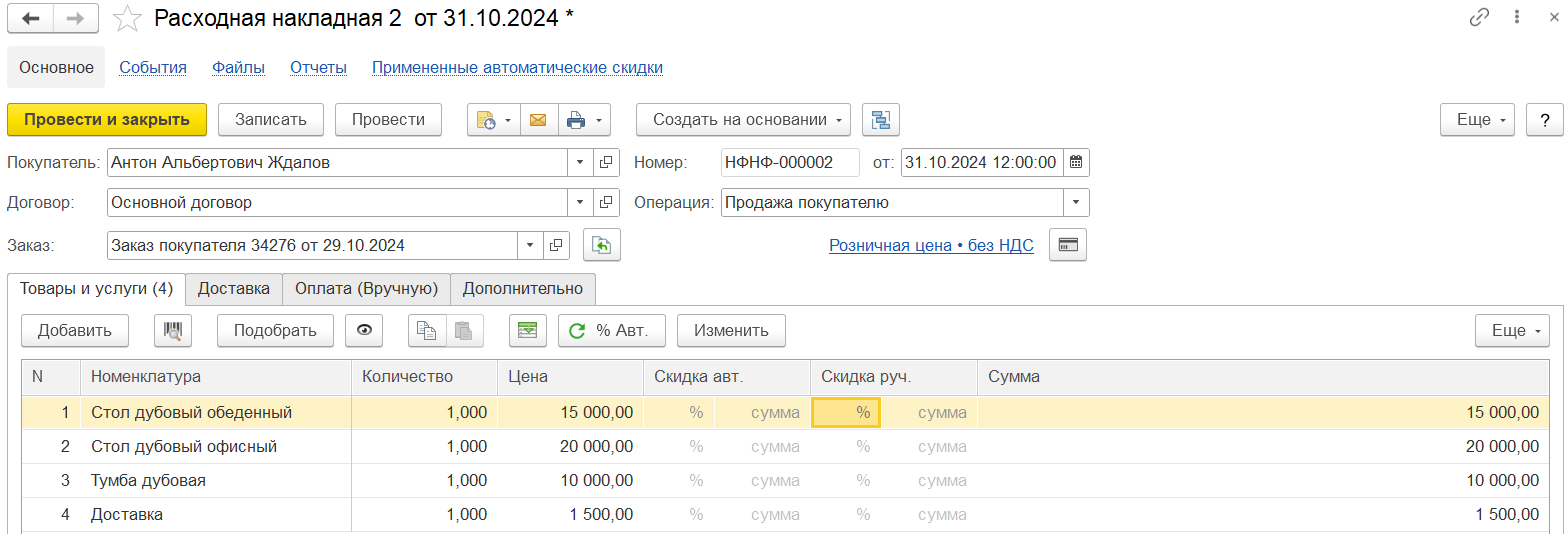 Расходная накладная 2 от 31.10.2024 *
Основное События Файлы Отчеты Примененные автоматические скидки
Провести и закрыть Записать Провести Создать на основании Еще ?
Покупатель: Антон Альбертович Ждалов Номер: НФНФ-000002 от: 31.10.2024 12:00:00
Договор: Основной договор Операция: Продажа покупателю
Заказ: Заказ покупателя 34276 от 29.10.2024 Розничная цена • без НДС
Товары и услуги (4) Доставка Оплата (Вручную) Дополнительно
Добавить Подобрать % Авт. Изменить Еще
N Номенклатура Количество Цена Скидка авт. Скидка руч. Сумма
1 Стол дубовый обеденный 1,000 15 000,00 % сумма % сумма 15 000,00
2 Стол дубовый офисный 1,000 20 000,00 % сумма % сумма 20 000,00
3 Тумба дубовая 1,000 10 000,00 % сумма % сумма 10 000,00
4 Доставка 1,000 1 500,00 % сумма % сумма 1 500,00